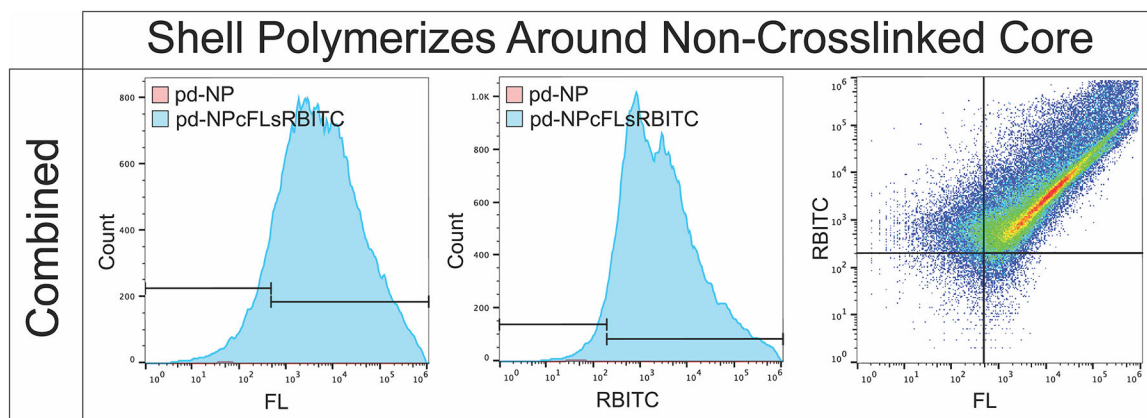 Shell Polymerizes Around Non-Crosslinked Core
Combined
pd-NP
pd-NPcFLsRBITC
Count
800
600
400
200
0
10⁰ 10¹ 10² 10³ 10⁴ 10⁵ 10⁶
FL
pd-NP
pd-NPcFLsRBITC
Count
1.0K
800
600
400
200
0
10⁰ 10¹ 10² 10³ 10⁴ 10⁵ 10⁶
RBITC
RBITC
10⁶
10⁵
10⁴
10³
10²
10¹
10⁰
10⁰ 10¹ 10² 10³ 10⁴ 10⁵ 10⁶
FL